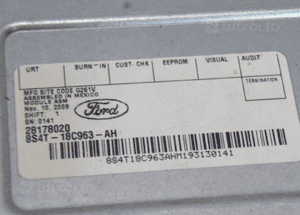 URT BURN-IN CUST. CHK EEPROM VISUAL AUDIT
TERMINATION
MFG SITE CODE G261V
ASSEMBLED IN MEXICO
MODULE ASM
Nov. 10, 2009
SHIFT: 1
SN: 0141
Ford
28178020
8S4T-18C963-AH
8S4T18C963AHM193130141